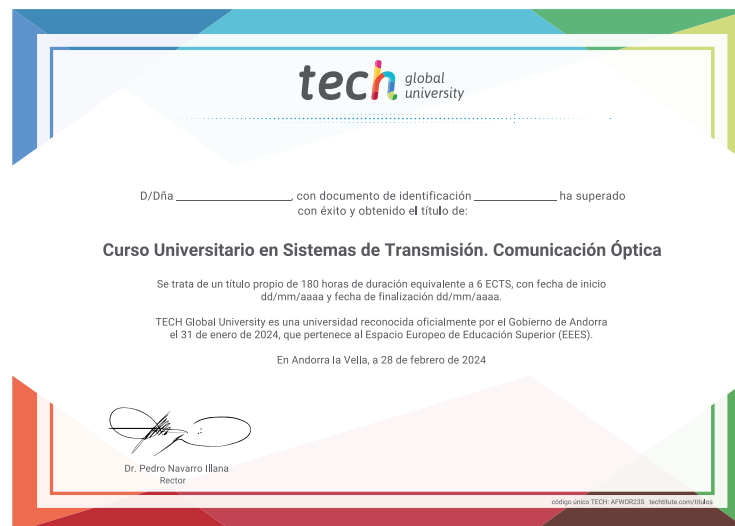 tech global
university
D/Dña ______________, con documento de identificación ______________ ha superado
con éxito y obtenido el título de:
Curso Universitario en Sistemas de Transmisión. Comunicación Óptica
Se trata de un título propio de 180 horas de duración equivalente a 6 ECTS, con fecha de inicio
dd/mm/aaaa y fecha de finalización dd/mm/aaaa.
TECH Global University es una universidad reconocida oficialmente por el Gobierno de Andorra
el 31 de enero de 2024, que pertenece al Espacio Europeo de Educación Superior (EEES).
En Andorra la Vella, a 28 de febrero de 2024
Dr. Pedro Navarro Illana
Rector
código único TECH: AFWOR23S techtitute.com/titulos